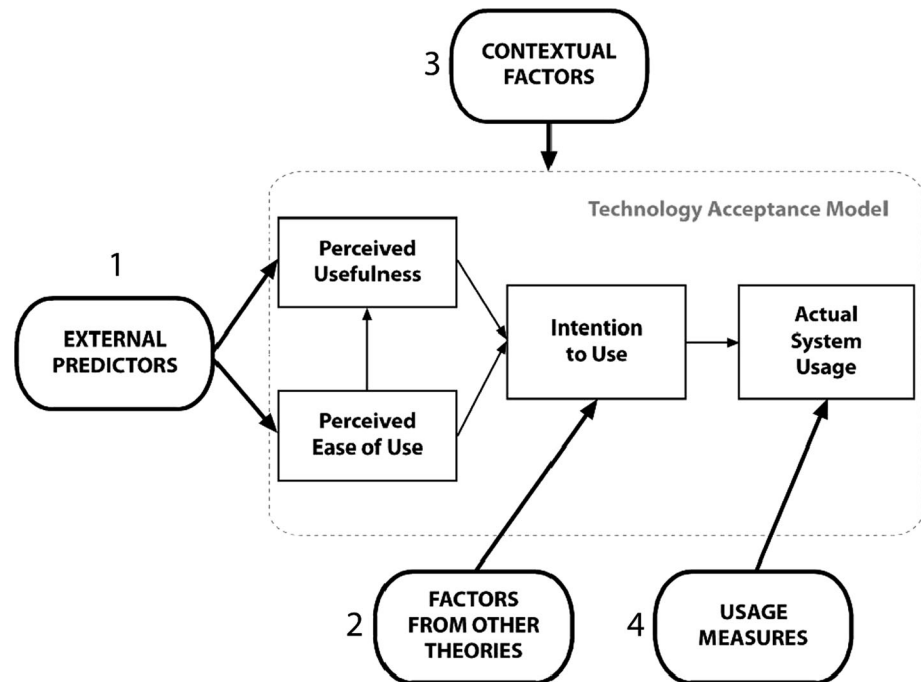 3
CONTEXTUAL
FACTORS
Technology Acceptance Model
1
EXTERNAL
PREDICTORS
Perceived
Usefulness
Perceived
Ease of Use
Intention
to Use
Actual
System
Usage
2
FACTORS
FROM OTHER
THEORIES
4
USAGE
MEASURES